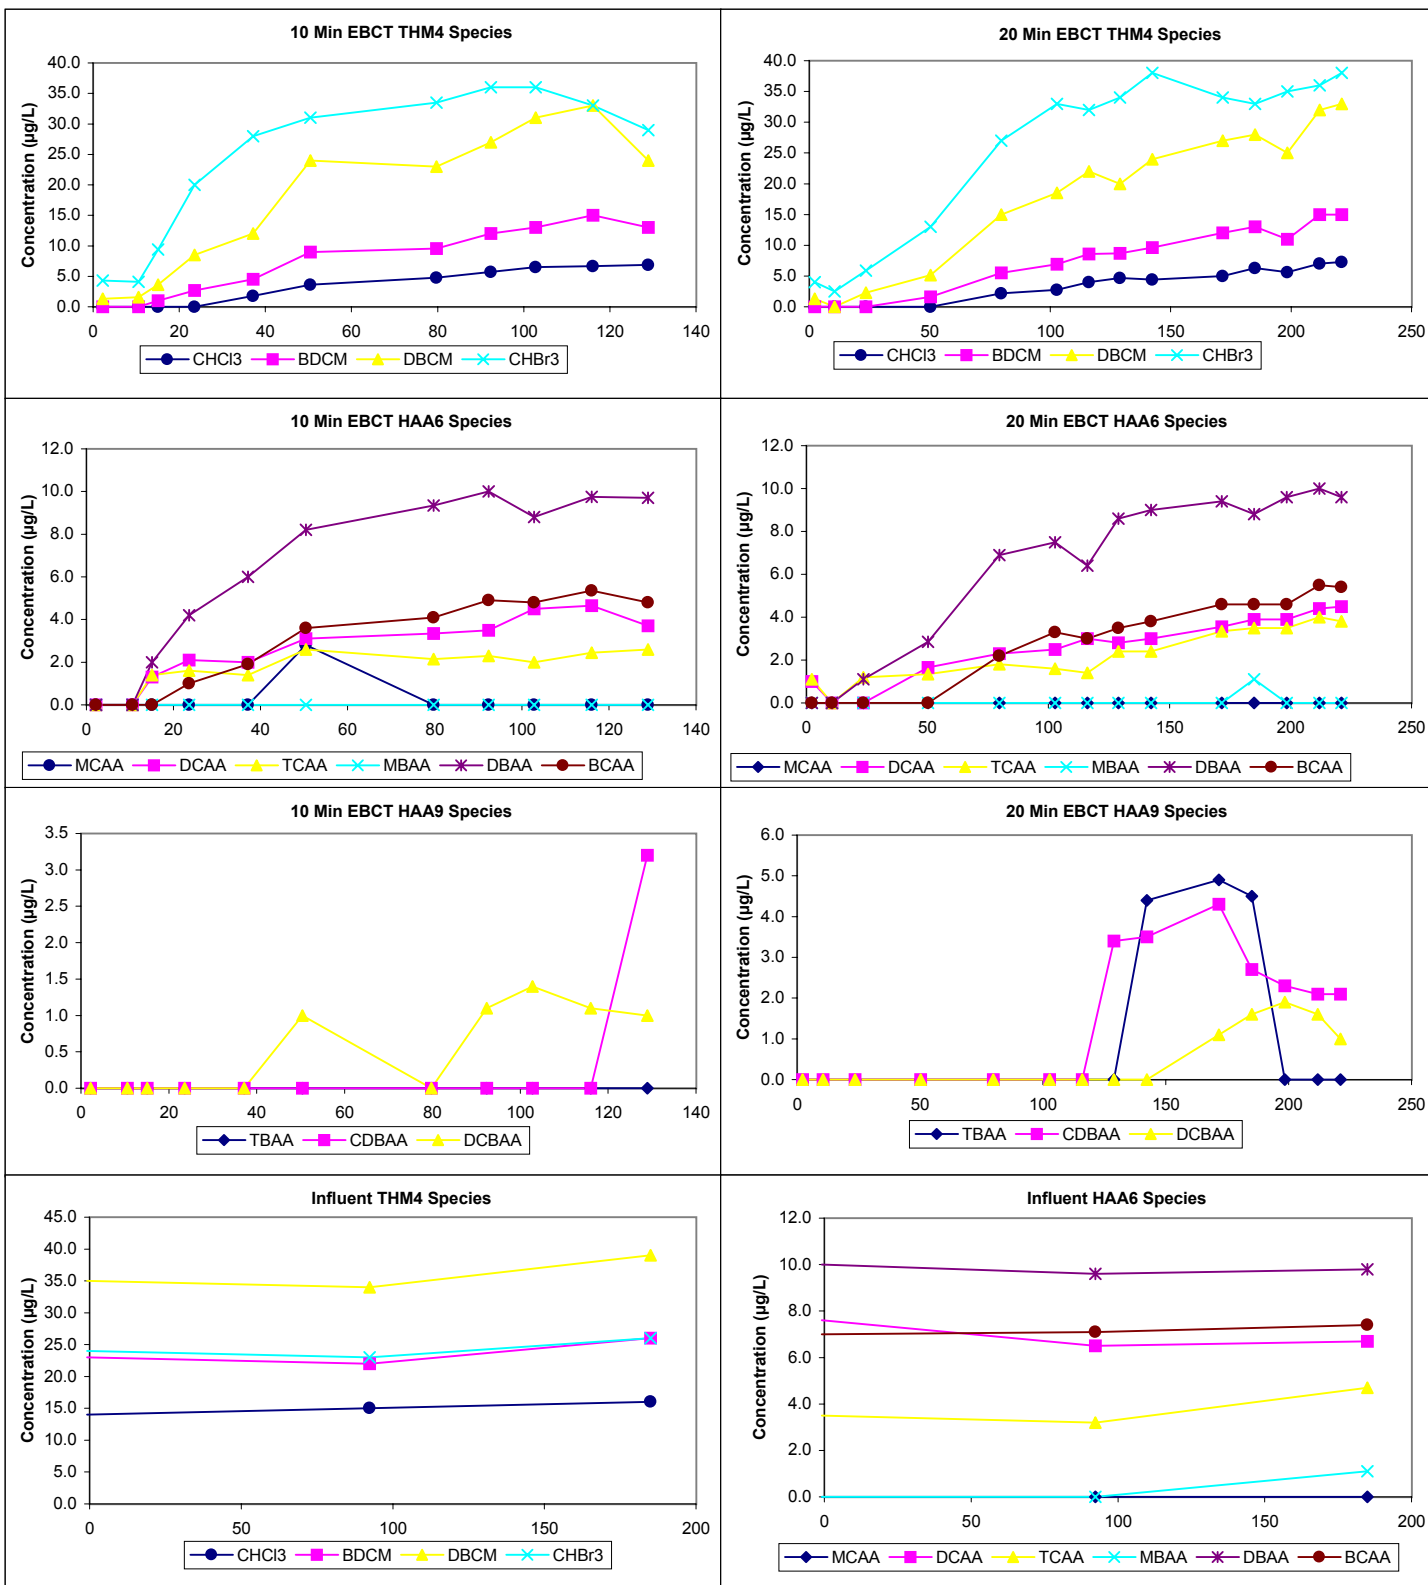 10 Min EBCT THM4 Species
Concentration (µg/L)
40.0
35.0
30.0
25.0
20.0
15.0
10.0
5.0
0.0
0 20 40 60 80 100 120 140
CHCl3 BDCM DBCM CHBr3
20 Min EBCT THM4 Species
Concentration (µg/L)
40.0
35.0
30.0
25.0
20.0
15.0
10.0
5.0
0.0
0 50 100 150 200 250
CHCl3 BDCM DBCM CHBr3
10 Min EBCT HAA6 Species
Concentration (µg/L)
12.0
10.0
8.0
6.0
4.0
2.0
0.0
0 20 40 60 80 100 120 140
MCAA DCAA TCAA MBAA DBAA BCAA
20 Min EBCT HAA6 Species
Concentration (µg/L)
12.0
10.0
8.0
6.0
4.0
2.0
0.0
0 50 100 150 200 250
MCAA DCAA TCAA MBAA DBAA BCAA
10 Min EBCT HAA9 Species
Concentration (µg/L)
3.5
3.0
2.5
2.0
1.5
1.0
0.5
0.0
0 20 40 60 80 100 120 140
TBAA CDBAA DCBAA
20 Min EBCT HAA9 Species
Concentration (µg/L)
6.0
5.0
4.0
3.0
2.0
1.0
0.0
0 50 100 150 200 250
TBAA CDBAA DCBAA
Influent THM4 Species
Concentration (µg/L)
45.0
40.0
35.0
30.0
25.0
20.0
15.0
10.0
5.0
0.0
0 50 100 150 200
CHCl3 BDCM DBCM CHBr3
Influent HAA6 Species
Concentration (µg/L)
12.0
10.0
8.0
6.0
4.0
2.0
0.0
0 50 100 150 200
MCAA DCAA TCAA MBAA DBAA BCAA